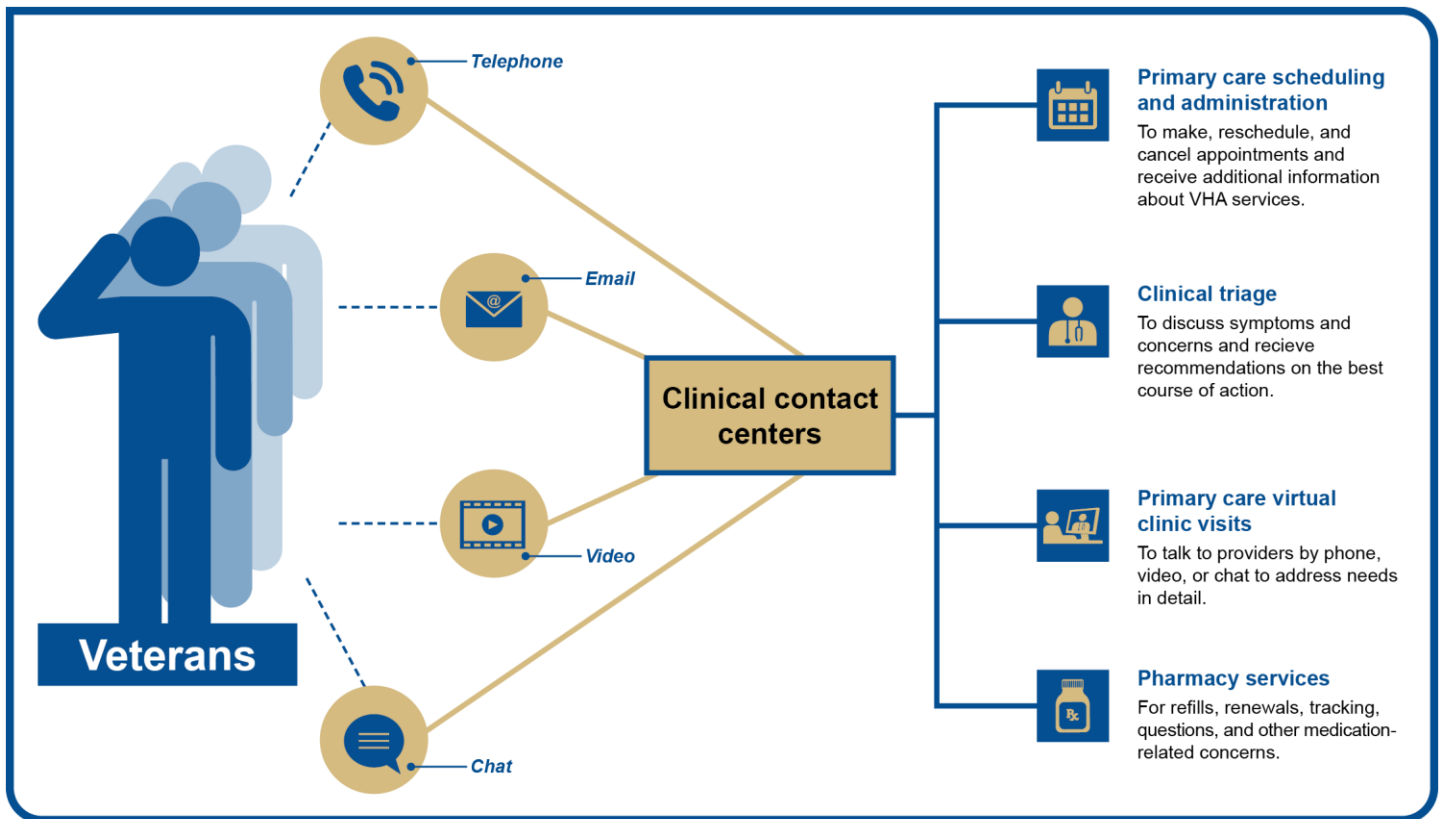 Telephone
Email
Video
Chat
Veterans
@
Clinical contact
centers
Primary care scheduling
and administration
To make, reschedule, and
cancel appointments and
receive additional information
about VHA services.
Clinical triage
To discuss symptoms and
concerns and recieve
recommendations on the best
course of action.
Primary care virtual
clinic visits
To talk to providers by phone,
video, or chat to address needs
in detail.
Rx
Pharmacy services
For refills, renewals, tracking,
questions, and other medication-
related concerns.